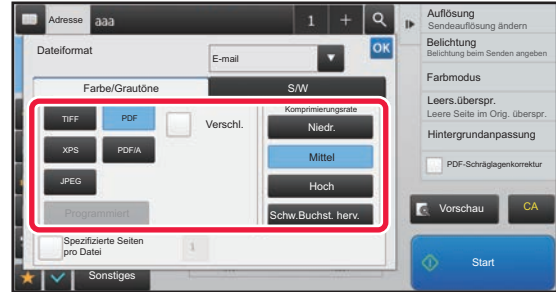 Adresse aaa 1 +
Dateiformat
E-mail
OK
Farbe/Grautöne
S/W
TIFF
PDF
Verschl.
XPS
PDF/A
JPEG
Programmiert
Komprimierungsrate
Niedr.
Mittel
Hoch
Schw.Buchst. herv.
Spezifizierte Seiten
pro Datei
1
Sonstiges
Auflösung
Sendeauflösung ändern
Belichtung
Belichtung beim Senden angeben
Farbmodus
Leers.überspr.
Leere Seite im Orig. überspr.
Hintergrundanpassung
PDF-Schräglagenkorrektur
Vorschau
CA
Start